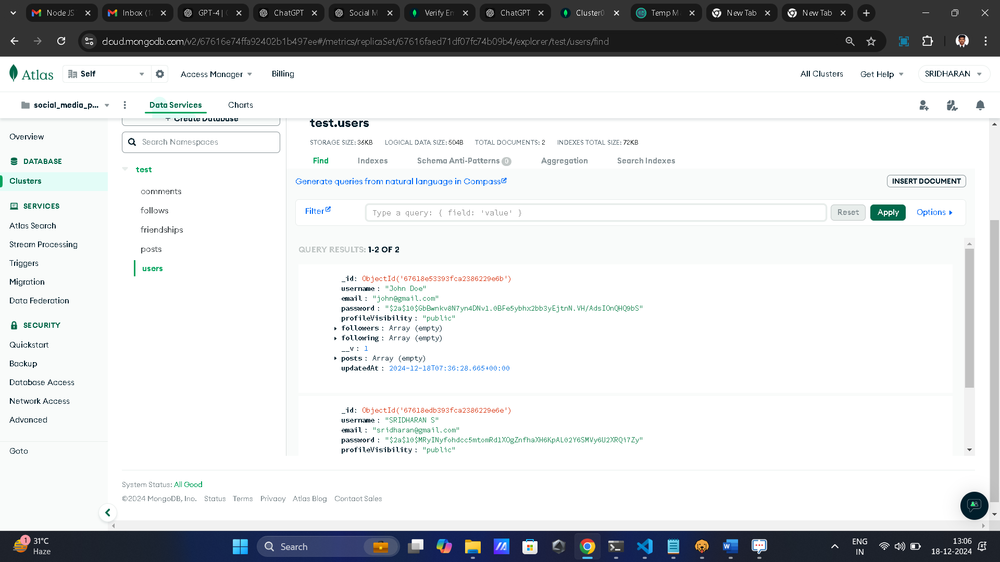 Node JS
Inbox (1
GPT-4 | (
ChatGPT
Social M
Verify Em
ChatGPT
Cluster0
Temp M
New Tab
New Tab
cloud.mongodb.com/v2/67616e74ffa92402b1b497ee#/metrics/replicaSet/67616faed71df07fc74b09b4/explorer/test/users/find
Atlas
Self
Access Manager
Billing
All Clusters
Get Help
SRIDHARAN
social_media_p...
Data Services
Charts
Overview
DATABASE
Clusters
SERVICES
Atlas Search
Stream Processing
Triggers
Migration
Data Federation
SECURITY
Quickstart
Backup
Database Access
Network Access
Advanced
Goto
+ Create Database
Search Namespaces
test
comments
follows
friendships
posts
users
test.users
STORAGE SIZE: 36KB LOGICAL DATA SIZE: 504B TOTAL DOCUMENTS: 2 INDEXES TOTAL SIZE: 72KB
Find Indexes Schema Anti-Patterns 0 Aggregation Search Indexes
Generate queries from natural language in Compass
INSERT DOCUMENT
Filter
Type a query: { field: 'value' }
Reset
Apply
Options
QUERY RESULTS: 1-2 OF 2
_id: ObjectId('67618e53393fca2386229e6b')
username: "John Doe"
email: "john@gmail.com"
password: "$2a$10$GbBwnkv8N7yn4DNvl.0BFe5ybhx2bb3yEjtnN.VH/AdsIOnQHQ9bS"
profileVisibility: "public"
followers: Array (empty)
following: Array (empty)
__v: 1
posts: Array (empty)
updatedAt: 2024-12-18T07:36:28.665+00:00
_id: ObjectId('67618edb393fca2386229e6e')
username: "SRIDHARAN S"
email: "sridharan@gmail.com"
password: "$2a$10$MRyINyfohdcc5mtomRd1XOgZnfhaXH6KpAL02Y6SMVy6U2XRQi7Zy"
profileVisibility: "public"
System Status: All Good
©2024 MongoDB, Inc. Status Terms Privacy Atlas Blog Contact Sales
1
31°C
Haze
Search
ENG
IN
13:06
18-12-2024